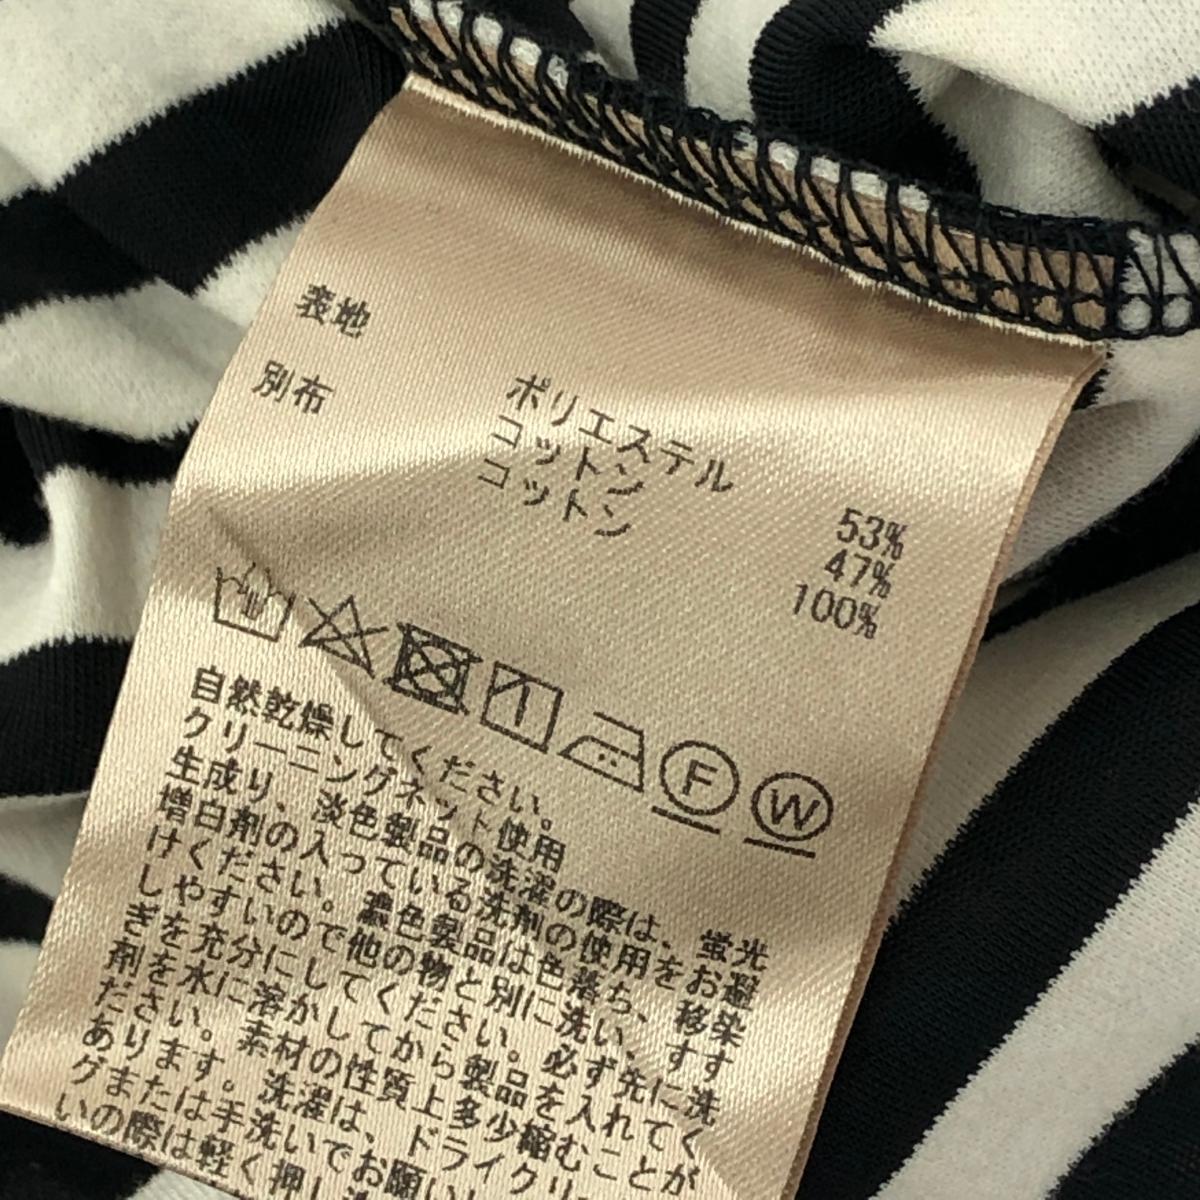 表地
ポリエステル 53%
コットン 47%
別布
コットン 100%
F W
自然乾燥してください。
クリーニングネット使用
生成り、淡色製品の洗濯の際は、蛍光
増白剤の入っている洗剤の使用をお避
けください。濃色製品は色落ち、移染
しやすいので他の物と別に洗い、すす
ぎを充分にしてください。必ず先に洗
剤を水に溶かしてから製品を入れてく
ださい。素材の性質上多少縮むことが
あります。洗濯は、ドライクリ
グまたは手洗いでお願いし
いの際は軽く押し洗